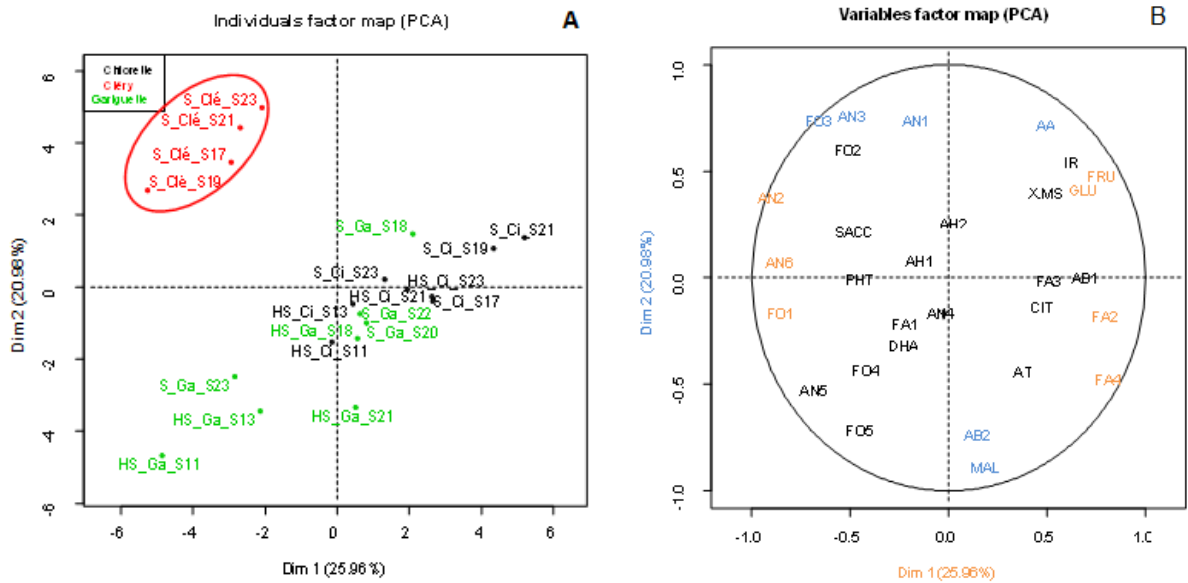 Individuals factor map (PCA)
A
Cirlorette
Cléry
Gariguette
S_Clé_S23
S_Clé_S21
S_Clé_S17
S_Clé_S19
S_Ga_S18
S_Ci_S21
S_Ci_S19
S_Ci_S23
HS_Ci_S23
HS_Ci_S21
S_Ci_S17
HS_Ci_S13
S_Ga_S22
HS_Ga_S18
S_Ga_S20
HS_Ci_S11
S_Ga_S23
HS_Ga_S13
HS_Ga_S21
HS_Ga_S11
Dim 2 (20.98%)
6
4
2
0
-2
-4
-6
-6
-4
-2
0
2
4
6
Dim 1 (25.96%)
Variables factor map (PCA)
B
FO3
AN3
AN1
AA
FO2
IR
FRU
GLU
X.MS
AN2
SACC
AH2
AN6
AH1
PHT
FA3
AB1
FO1
AN4
CIT
FA2
FA1
DHA
FO4
AT
FA4
AN5
FO5
AB2
MAL
Dim 2 (20.98%)
1.0
0.5
0.0
-0.5
-1.0
-1.0
-0.5
0.0
0.5
1.0
Dim 1 (25.96%)